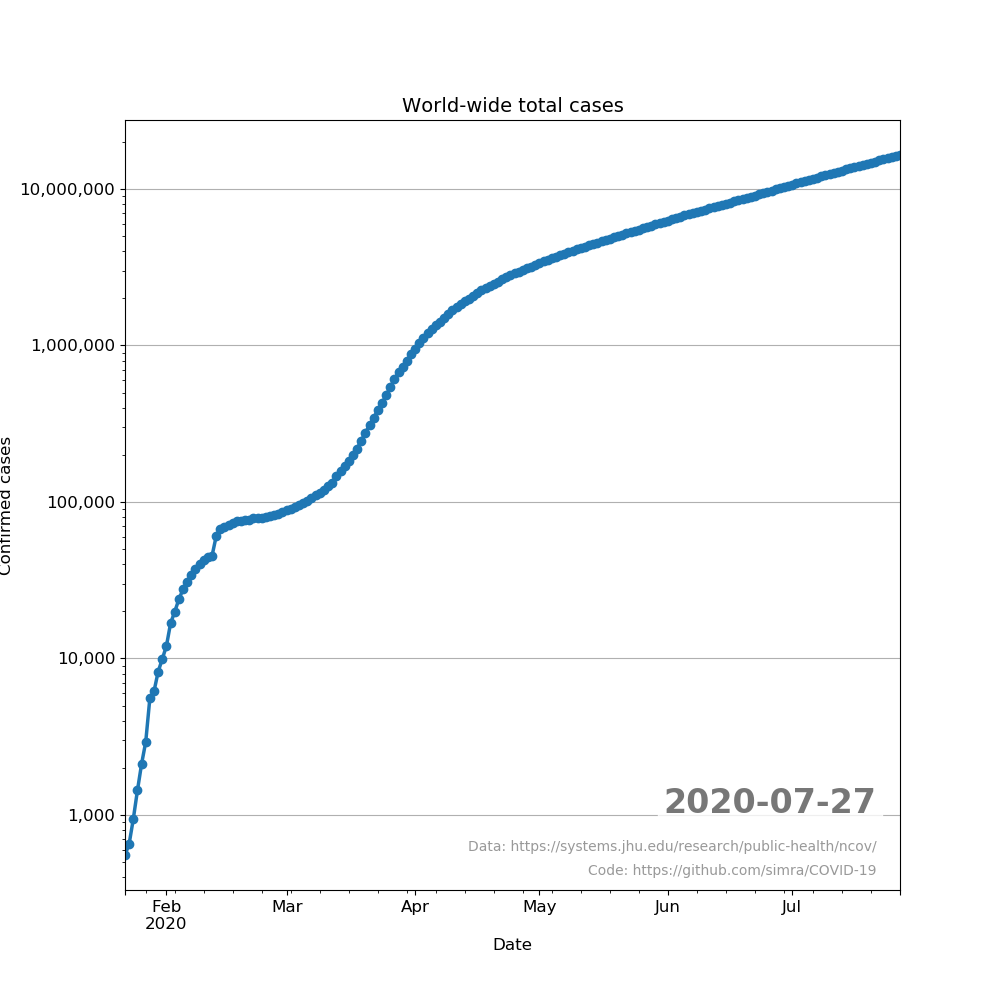 World-wide total cases
10,000,000
1,000,000
100,000
10,000
1,000
Confirmed cases
2020-07-27
Data: https://systems.jhu.edu/research/public-health/ncov/
Code: https://github.com/simra/COVID-19
Feb Mar Apr May Jun Jul
2020
Date